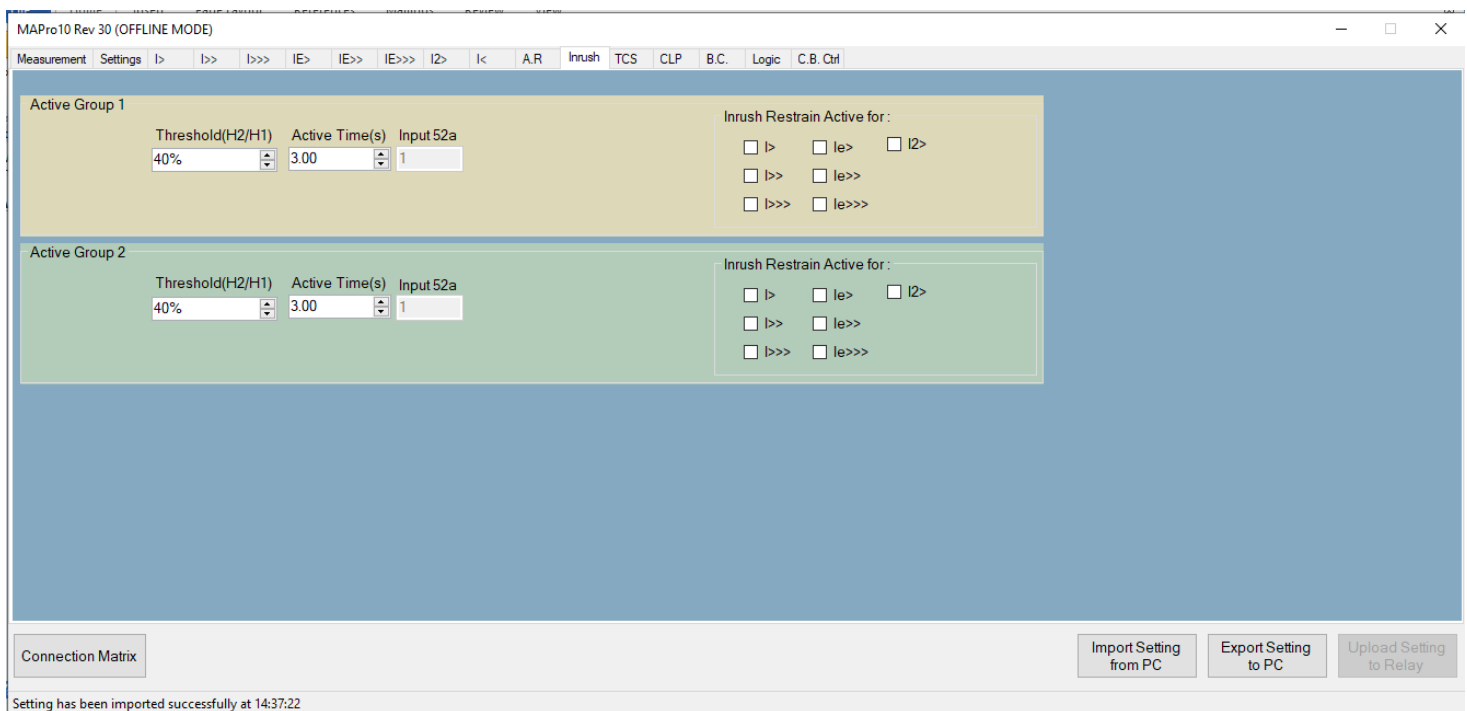 MAPro10 Rev 30 (OFFLINE MODE)
Measurement Settings I> I>> I>>> IE> IE>> IE>>> I2> I< A.R Inrush TCS CLP B.C. Logic C.B. Ctrl
Active Group 1
Threshold(H2/H1) Active Time(s) Input 52a
40% 3.00 1
Inrush Restrain Active for :
I> Ie> I2>
I>> Ie>>
I>>> Ie>>>
Active Group 2
Threshold(H2/H1) Active Time(s) Input 52a
40% 3.00 1
Inrush Restrain Active for :
I> Ie> I2>
I>> Ie>>
I>>> Ie>>>
Connection Matrix
Import Setting
from PC
Export Setting
to PC
Upload Setting
to Relay
Setting has been imported successfully at 14:37:22